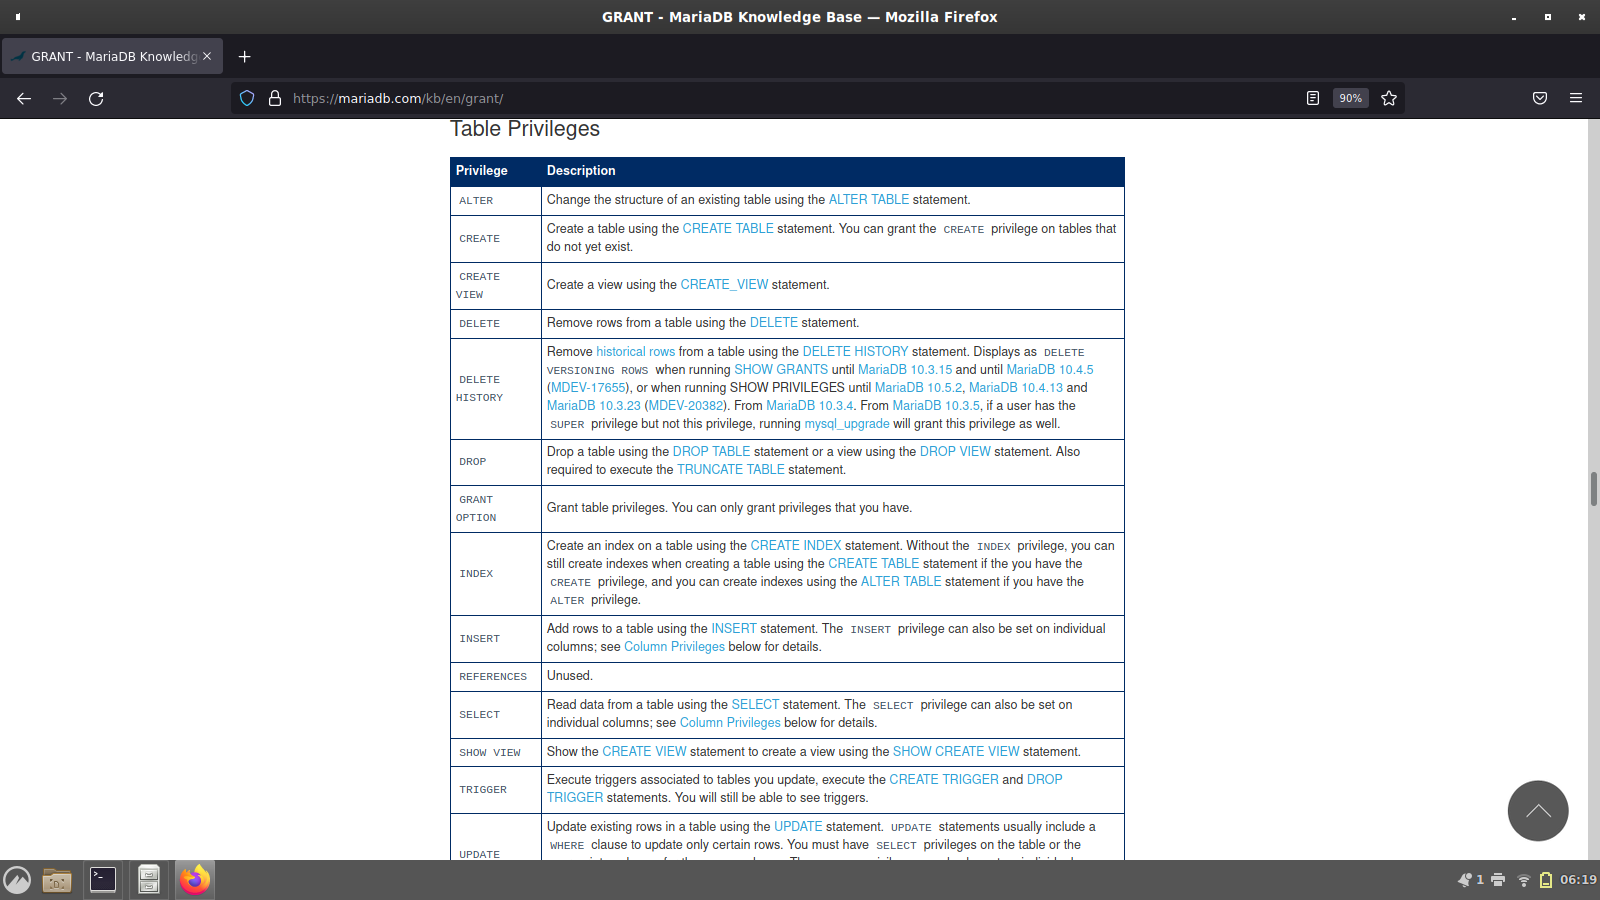 GRANT - MariaDB Knowledge Base — Mozilla Firefox
GRANT - MariaDB Knowledg
https://mariadb.com/kb/en/grant/
90%
Table Privileges
Privilege Description
ALTER Change the structure of an existing table using the ALTER TABLE statement.
CREATE Create a table using the CREATE TABLE statement. You can grant the CREATE privilege on tables that
do not yet exist.
CREATE
VIEW Create a view using the CREATE_VIEW statement.
DELETE Remove rows from a table using the DELETE statement.
DELETE
HISTORY Remove historical rows from a table using the DELETE HISTORY statement. Displays as DELETE
VERSIONING ROWS when running SHOW GRANTS until MariaDB 10.3.15 and until MariaDB 10.4.5
(MDEV-17655), or when running SHOW PRIVILEGES until MariaDB 10.5.2, MariaDB 10.4.13 and
MariaDB 10.3.23 (MDEV-20382). From MariaDB 10.3.4. From MariaDB 10.3.5, if a user has the
SUPER privilege but not this privilege, running mysql_upgrade will grant this privilege as well.
DROP Drop a table using the DROP TABLE statement or a view using the DROP VIEW statement. Also
required to execute the TRUNCATE TABLE statement.
GRANT
OPTION Grant table privileges. You can only grant privileges that you have.
INDEX Create an index on a table using the CREATE INDEX statement. Without the INDEX privilege, you can
still create indexes when creating a table using the CREATE TABLE statement if the you have the
CREATE privilege, and you can create indexes using the ALTER TABLE statement if you have the
ALTER privilege.
INSERT Add rows to a table using the INSERT statement. The INSERT privilege can also be set on individual
columns; see Column Privileges below for details.
REFERENCES Unused.
SELECT Read data from a table using the SELECT statement. The SELECT privilege can also be set on
individual columns; see Column Privileges below for details.
SHOW VIEW Show the CREATE VIEW statement to create a view using the SHOW CREATE VIEW statement.
TRIGGER Execute triggers associated to tables you update, execute the CREATE TRIGGER and DROP
TRIGGER statements. You will still be able to see triggers.
UPDATE Update existing rows in a table using the UPDATE statement. UPDATE statements usually include a
WHERE clause to update only certain rows. You must have SELECT privileges on the table or the
1
06:19